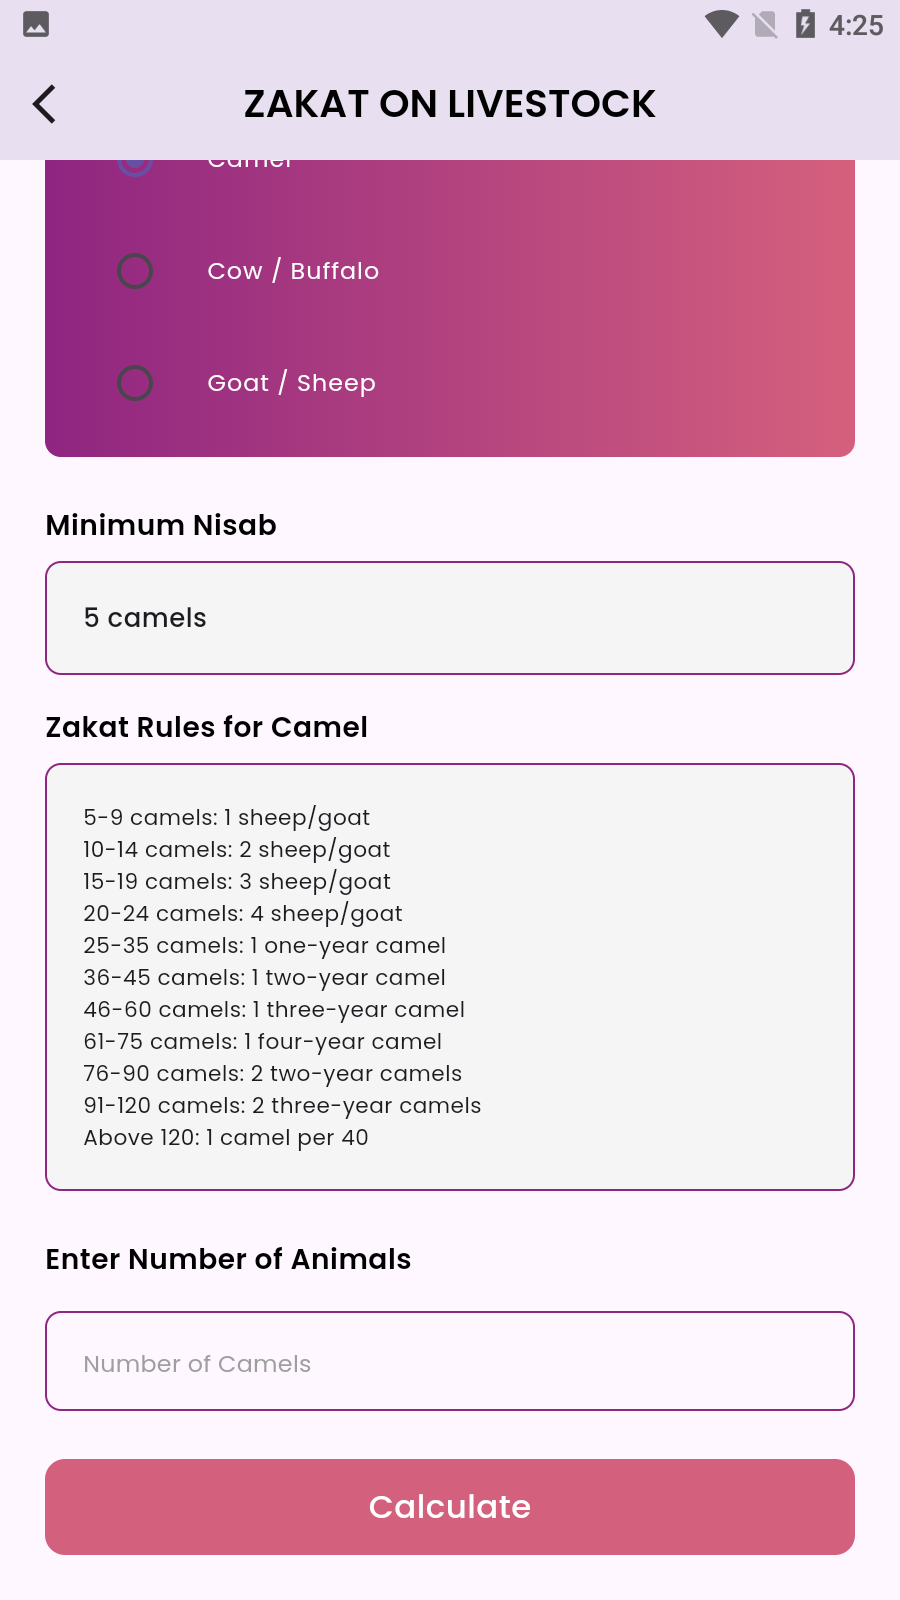 4:25
ZAKAT ON LIVESTOCK
Camel
Cow / Buffalo
Goat / Sheep
Minimum Nisab
5 camels
Zakat Rules for Camel
5-9 camels: 1 sheep/goat
10-14 camels: 2 sheep/goat
15-19 camels: 3 sheep/goat
20-24 camels: 4 sheep/goat
25-35 camels: 1 one-year camel
36-45 camels: 1 two-year camel
46-60 camels: 1 three-year camel
61-75 camels: 1 four-year camel
76-90 camels: 2 two-year camels
91-120 camels: 2 three-year camels
Above 120: 1 camel per 40
Enter Number of Animals
Number of Camels
Calculate